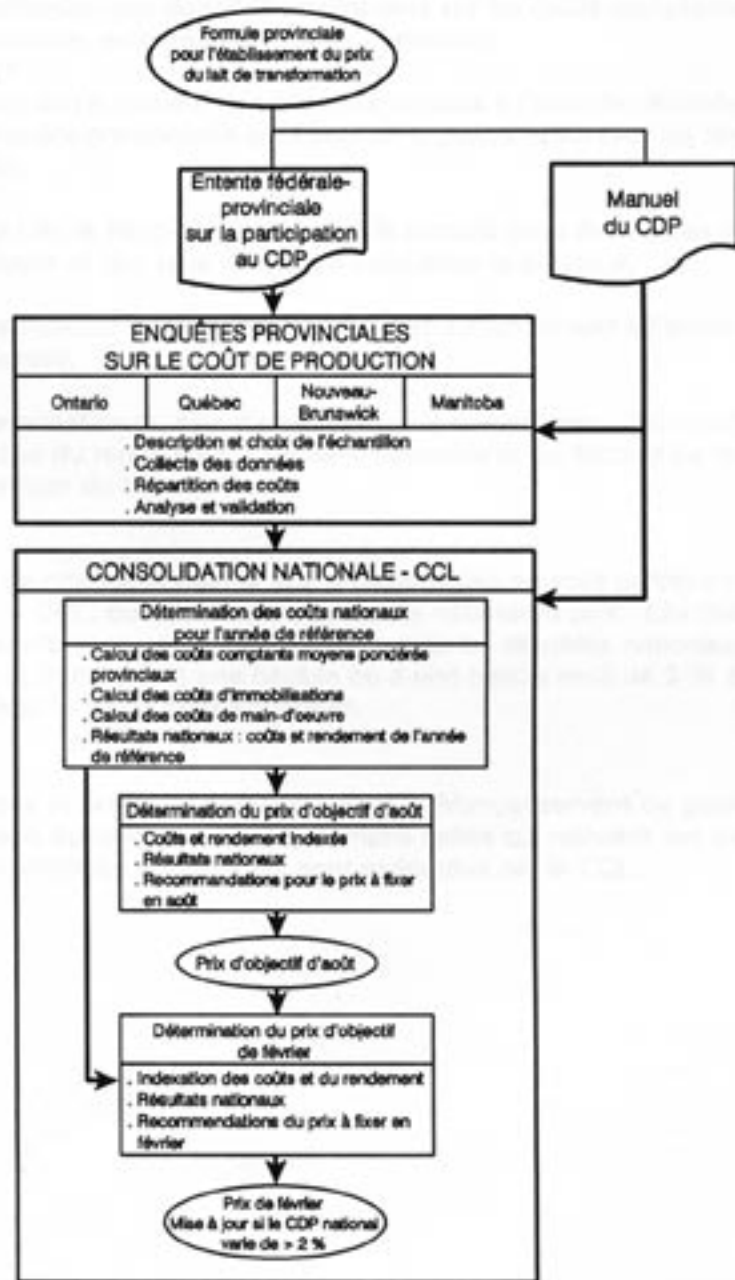 Formule provinciale
pour l'établissement du prix
du lait de transformation
Entente fédérale-
provinciale
sur la participation
au CDP
Manuel
du CDP
ENQUÊTES PROVINCIALES
SUR LE COÛT DE PRODUCTION
Ontario
Québec
Nouveau-
Brunswick
Manitoba
. Description et choix de l'échantillon
. Collecte des données
. Répartition des coûts
. Analyse et validation
CONSOLIDATION NATIONALE - CCL
Détermination des coûts nationaux
pour l'année de référence
. Calcul des coûts comptants moyens pondérés
provinciaux
. Calcul des coûts d'immobilisations
. Calcul des coûts de main-d'oeuvre
. Résultats nationaux : coûts et rendement de l'année
de référence
Détermination du prix d'objectif d'août
. Coûts et rendement indexés
. Résultats nationaux
. Recommandations pour le prix à fixer
en août
Prix d'objectif d'août
Détermination du prix d'objectif
de février
. Indexation des coûts et du rendement
. Résultats nationaux
. Recommendations du prix à fixer en
février
Prix de février
Mise à jour si le CDP national
varie de > 2 %